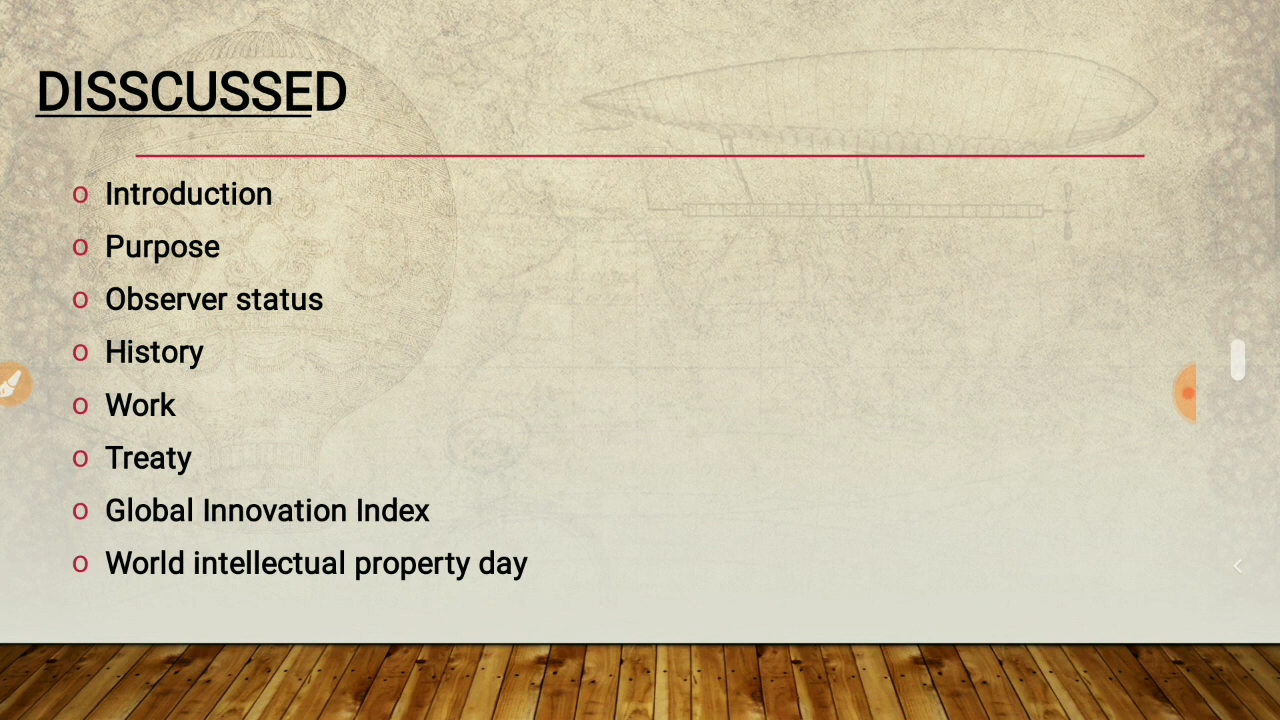 DISSCUSSED
Introduction
Purpose
Observer status
History
Work
Treaty
Global Innovation Index
World intellectual property day